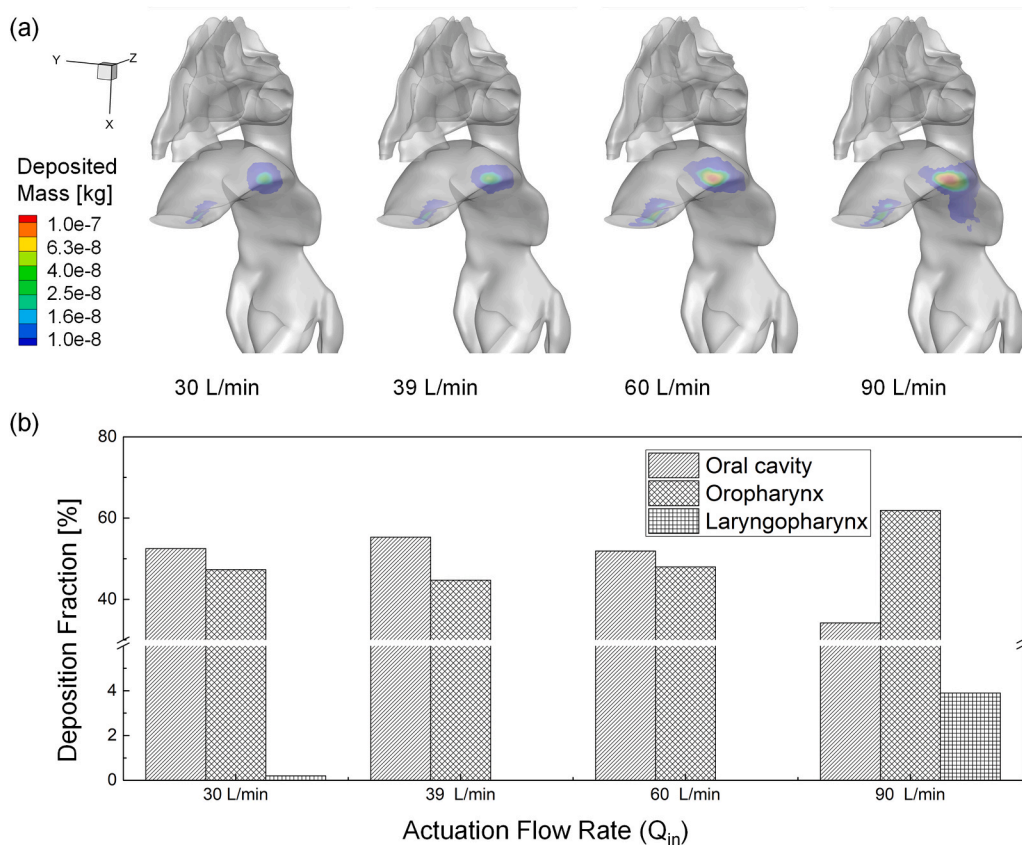 (a)
Y
Z
X
Deposited
Mass [kg]
1.0e-7
6.3e-8
4.0e-8
2.5e-8
1.6e-8
1.0e-8
30 L/min
39 L/min
60 L/min
90 L/min
(b)
Deposition Fraction [%]
80
60
40
4
2
0
Oral cavity
Oropharynx
Laryngopharynx
30 L/min
39 L/min
60 L/min
90 L/min
Actuation Flow Rate (Qin)